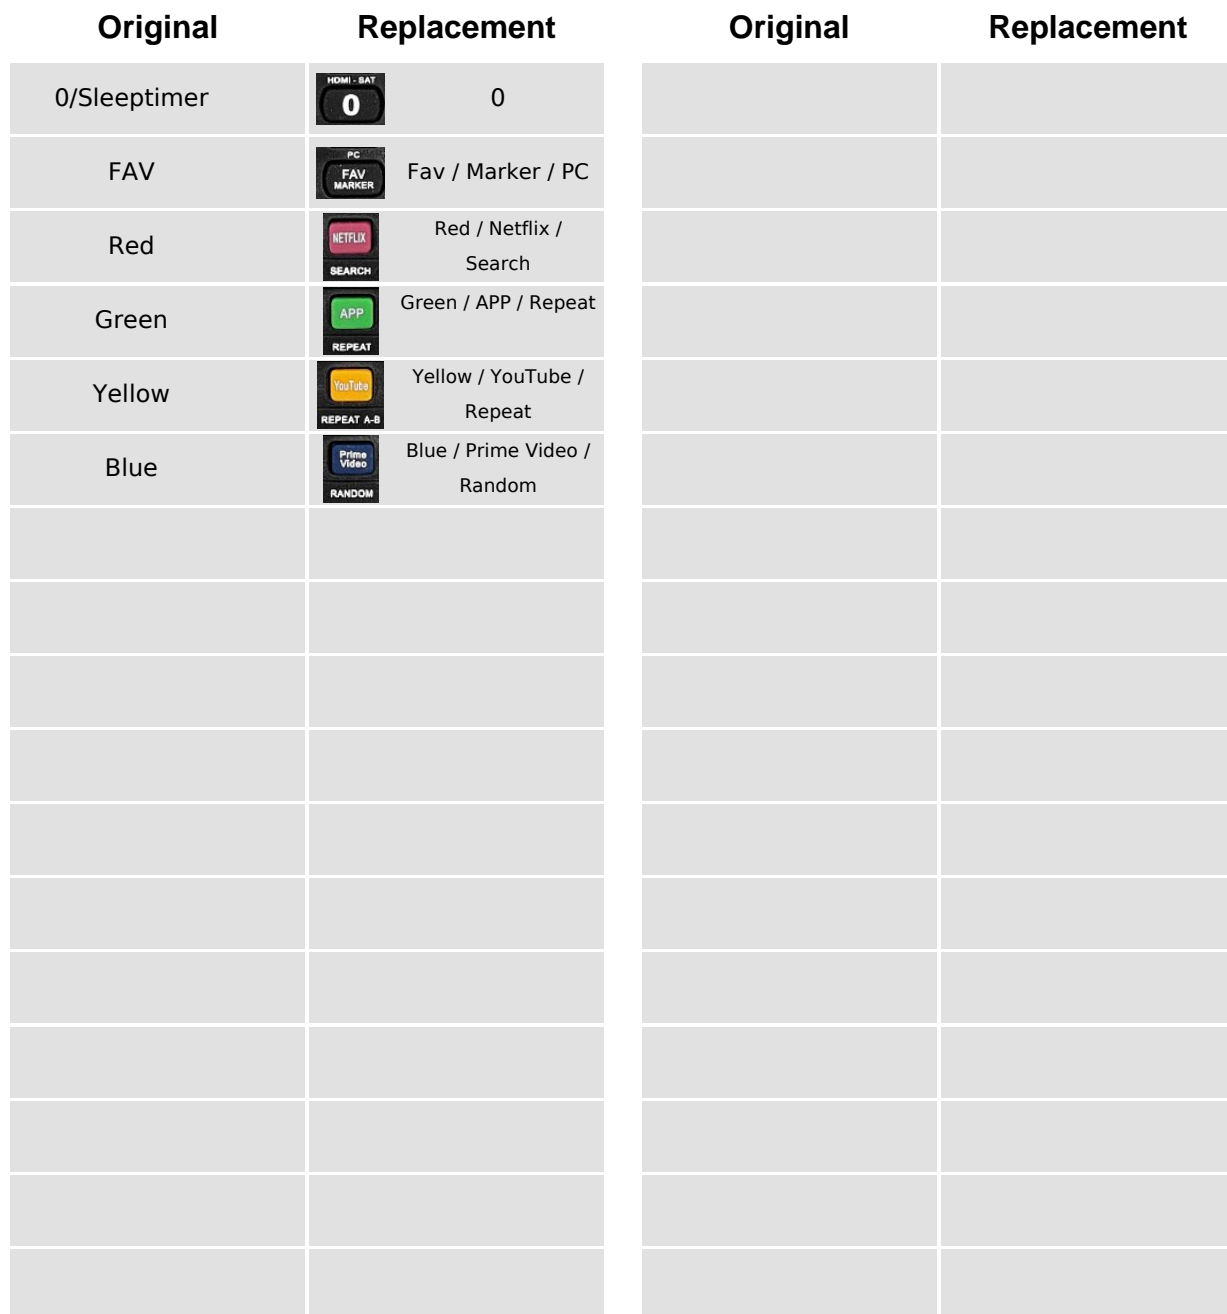 Original Replacement Original Replacement
0/Sleeptimer
HDMI - SAT
0
0
FAV
PC
FAV
MARKER
Fav / Marker / PC
Red
NETFLIX
SEARCH
Red / Netflix /
Search
Green
APP
REPEAT
Green / APP / Repeat
Yellow
YouTube
REPEAT A-B
Yellow / YouTube /
Repeat
Blue
Prime
Video
RANDOM
Blue / Prime Video /
Random